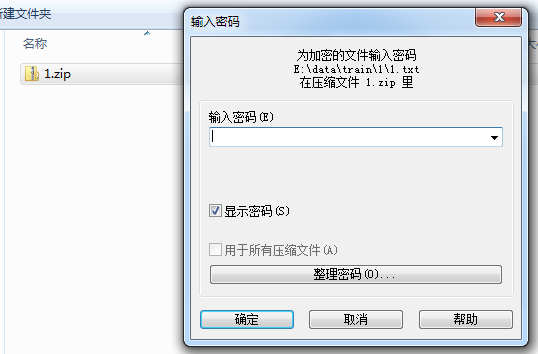 新建文件夹
名称
1.zip
输入密码
为加密的文件输入密码
E:\data\train\1\1.txt
在压缩文件 1.zip 里
输入密码(E)
显示密码(S)
用于所有压缩文件(A)
整理密码(O)...
确定
取消
帮助